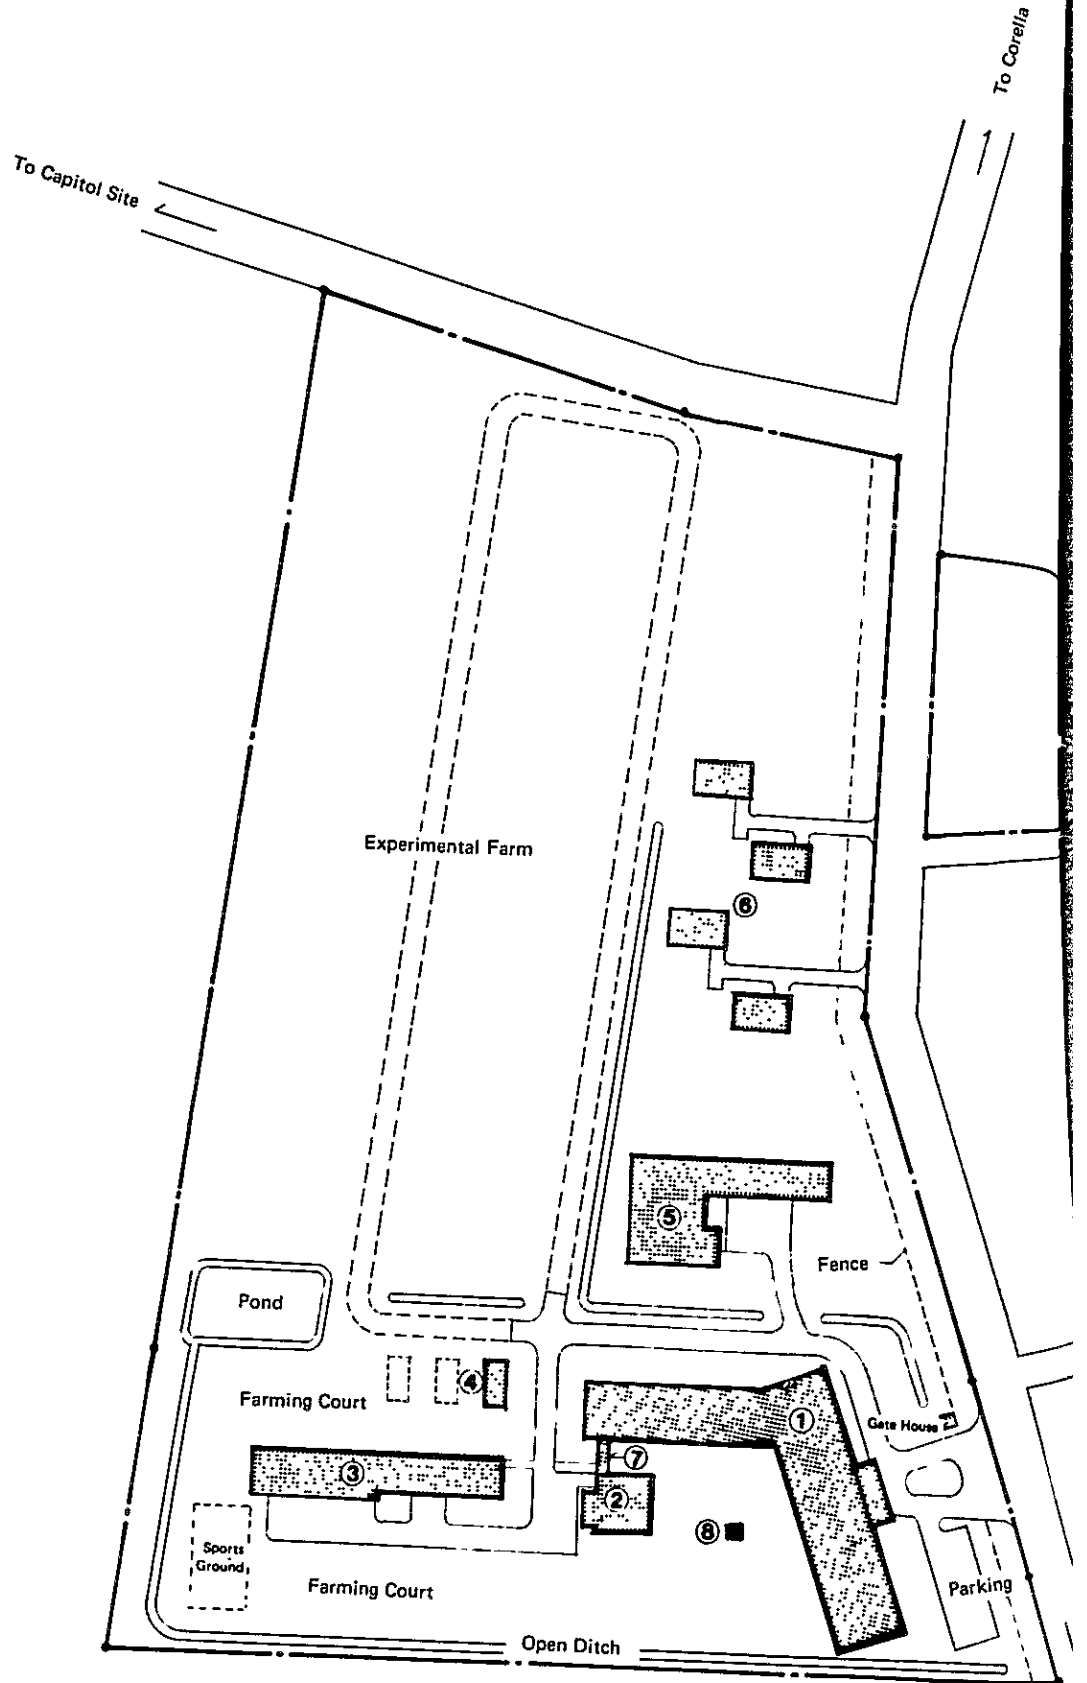 To Corella
To Capitol Site
Experimental Farm
6
5
Fence
Pond
4
Farming Court
1
Gate House
7
3
2
8
Sports
Ground
Parking
Farming Court
Open Ditch